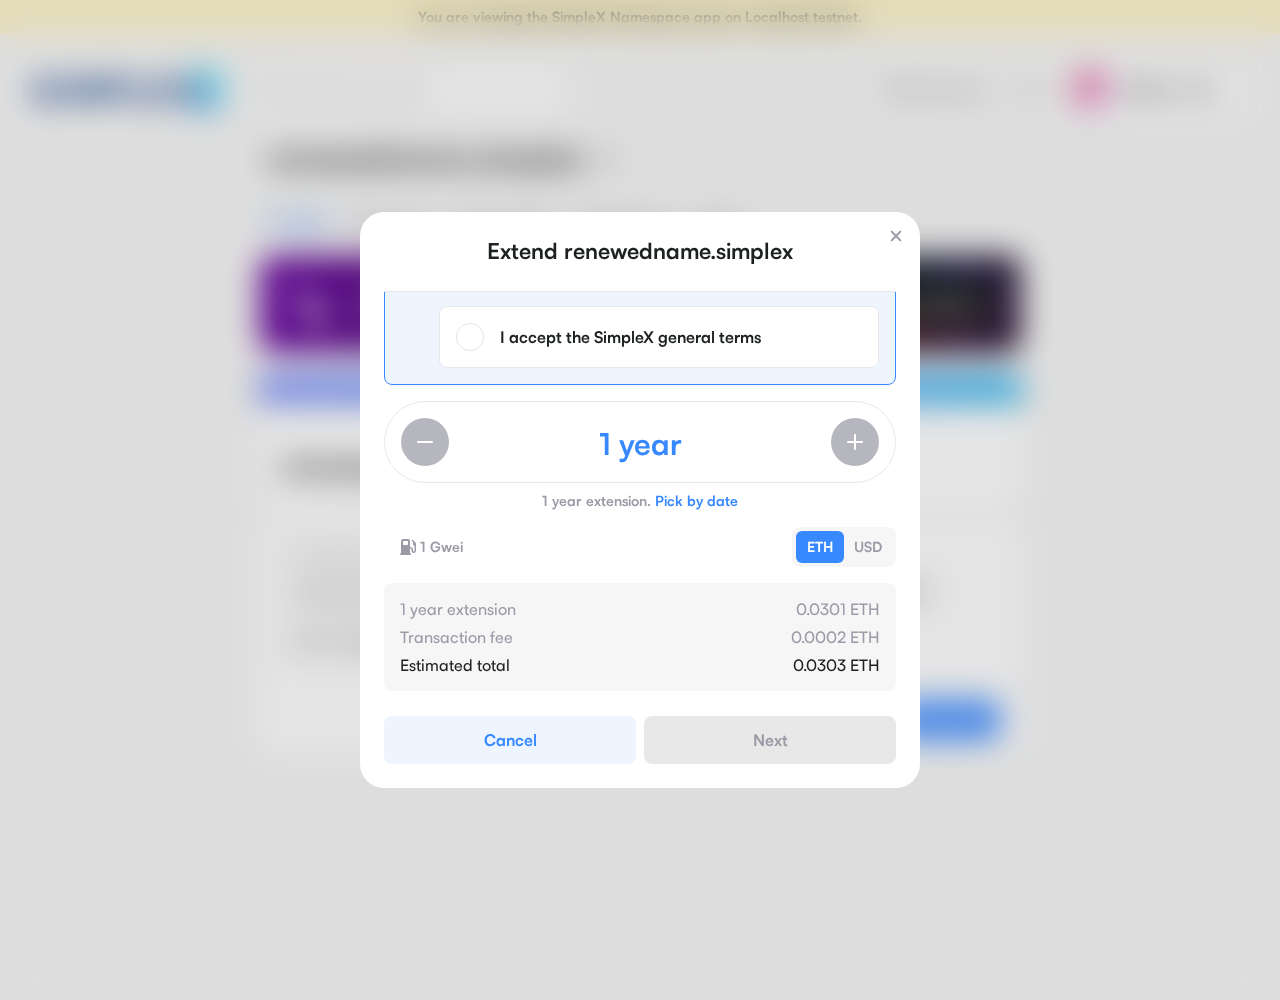 You are viewing the SimpleX Namespace app on Localhost testnet.
Extend renewedname.simplex
I accept the SimpleX general terms
1 year
1 year extension. Pick by date
1 Gwei
ETH USD
1 year extension 0.0301 ETH
Transaction fee 0.0002 ETH
Estimated total 0.0303 ETH
Cancel Next